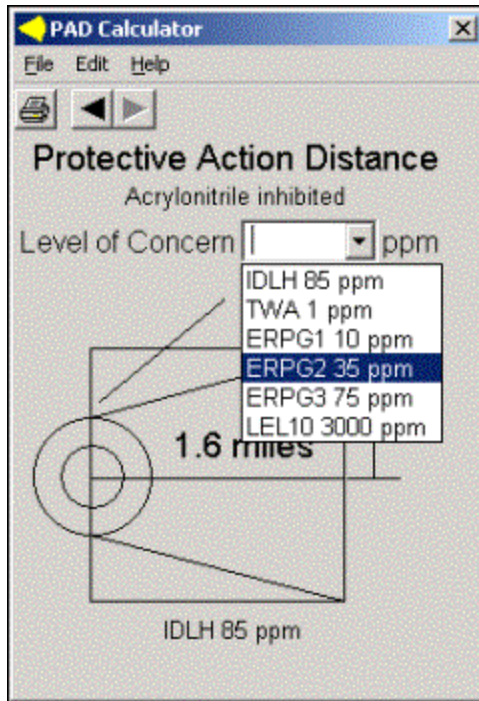 PAD Calculator
File Edit Help
Protective Action Distance
Acrylonitrile inhibited
Level of Concern ppm
IDLH 85 ppm
TWA 1 ppm
ERPG1 10 ppm
ERPG2 35 ppm
ERPG3 75 ppm
LEL10 3000 ppm
1.6 miles
IDLH 85 ppm